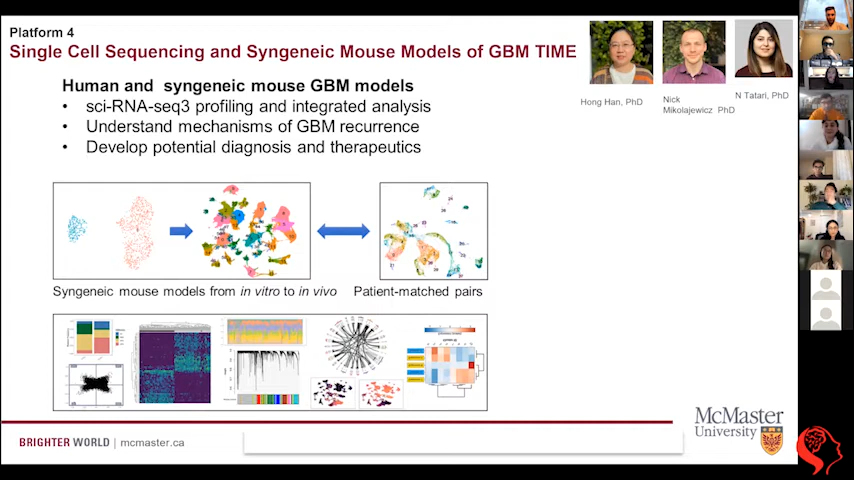 Platform 4
Single Cell Sequencing and Syngeneic Mouse Models of GBM TIME
Human and syngeneic mouse GBM models
• sci-RNA-seq3 profiling and integrated analysis
• Understand mechanisms of GBM recurrence
• Develop potential diagnosis and therapeutics
Hong Han, PhD
Nick
Mikolajewicz PhD
N Tatari, PhD
Syngeneic mouse models from in vitro to in vivo
Patient-matched pairs
BRIGHTER WORLD | mcmaster.ca
McMaster
University